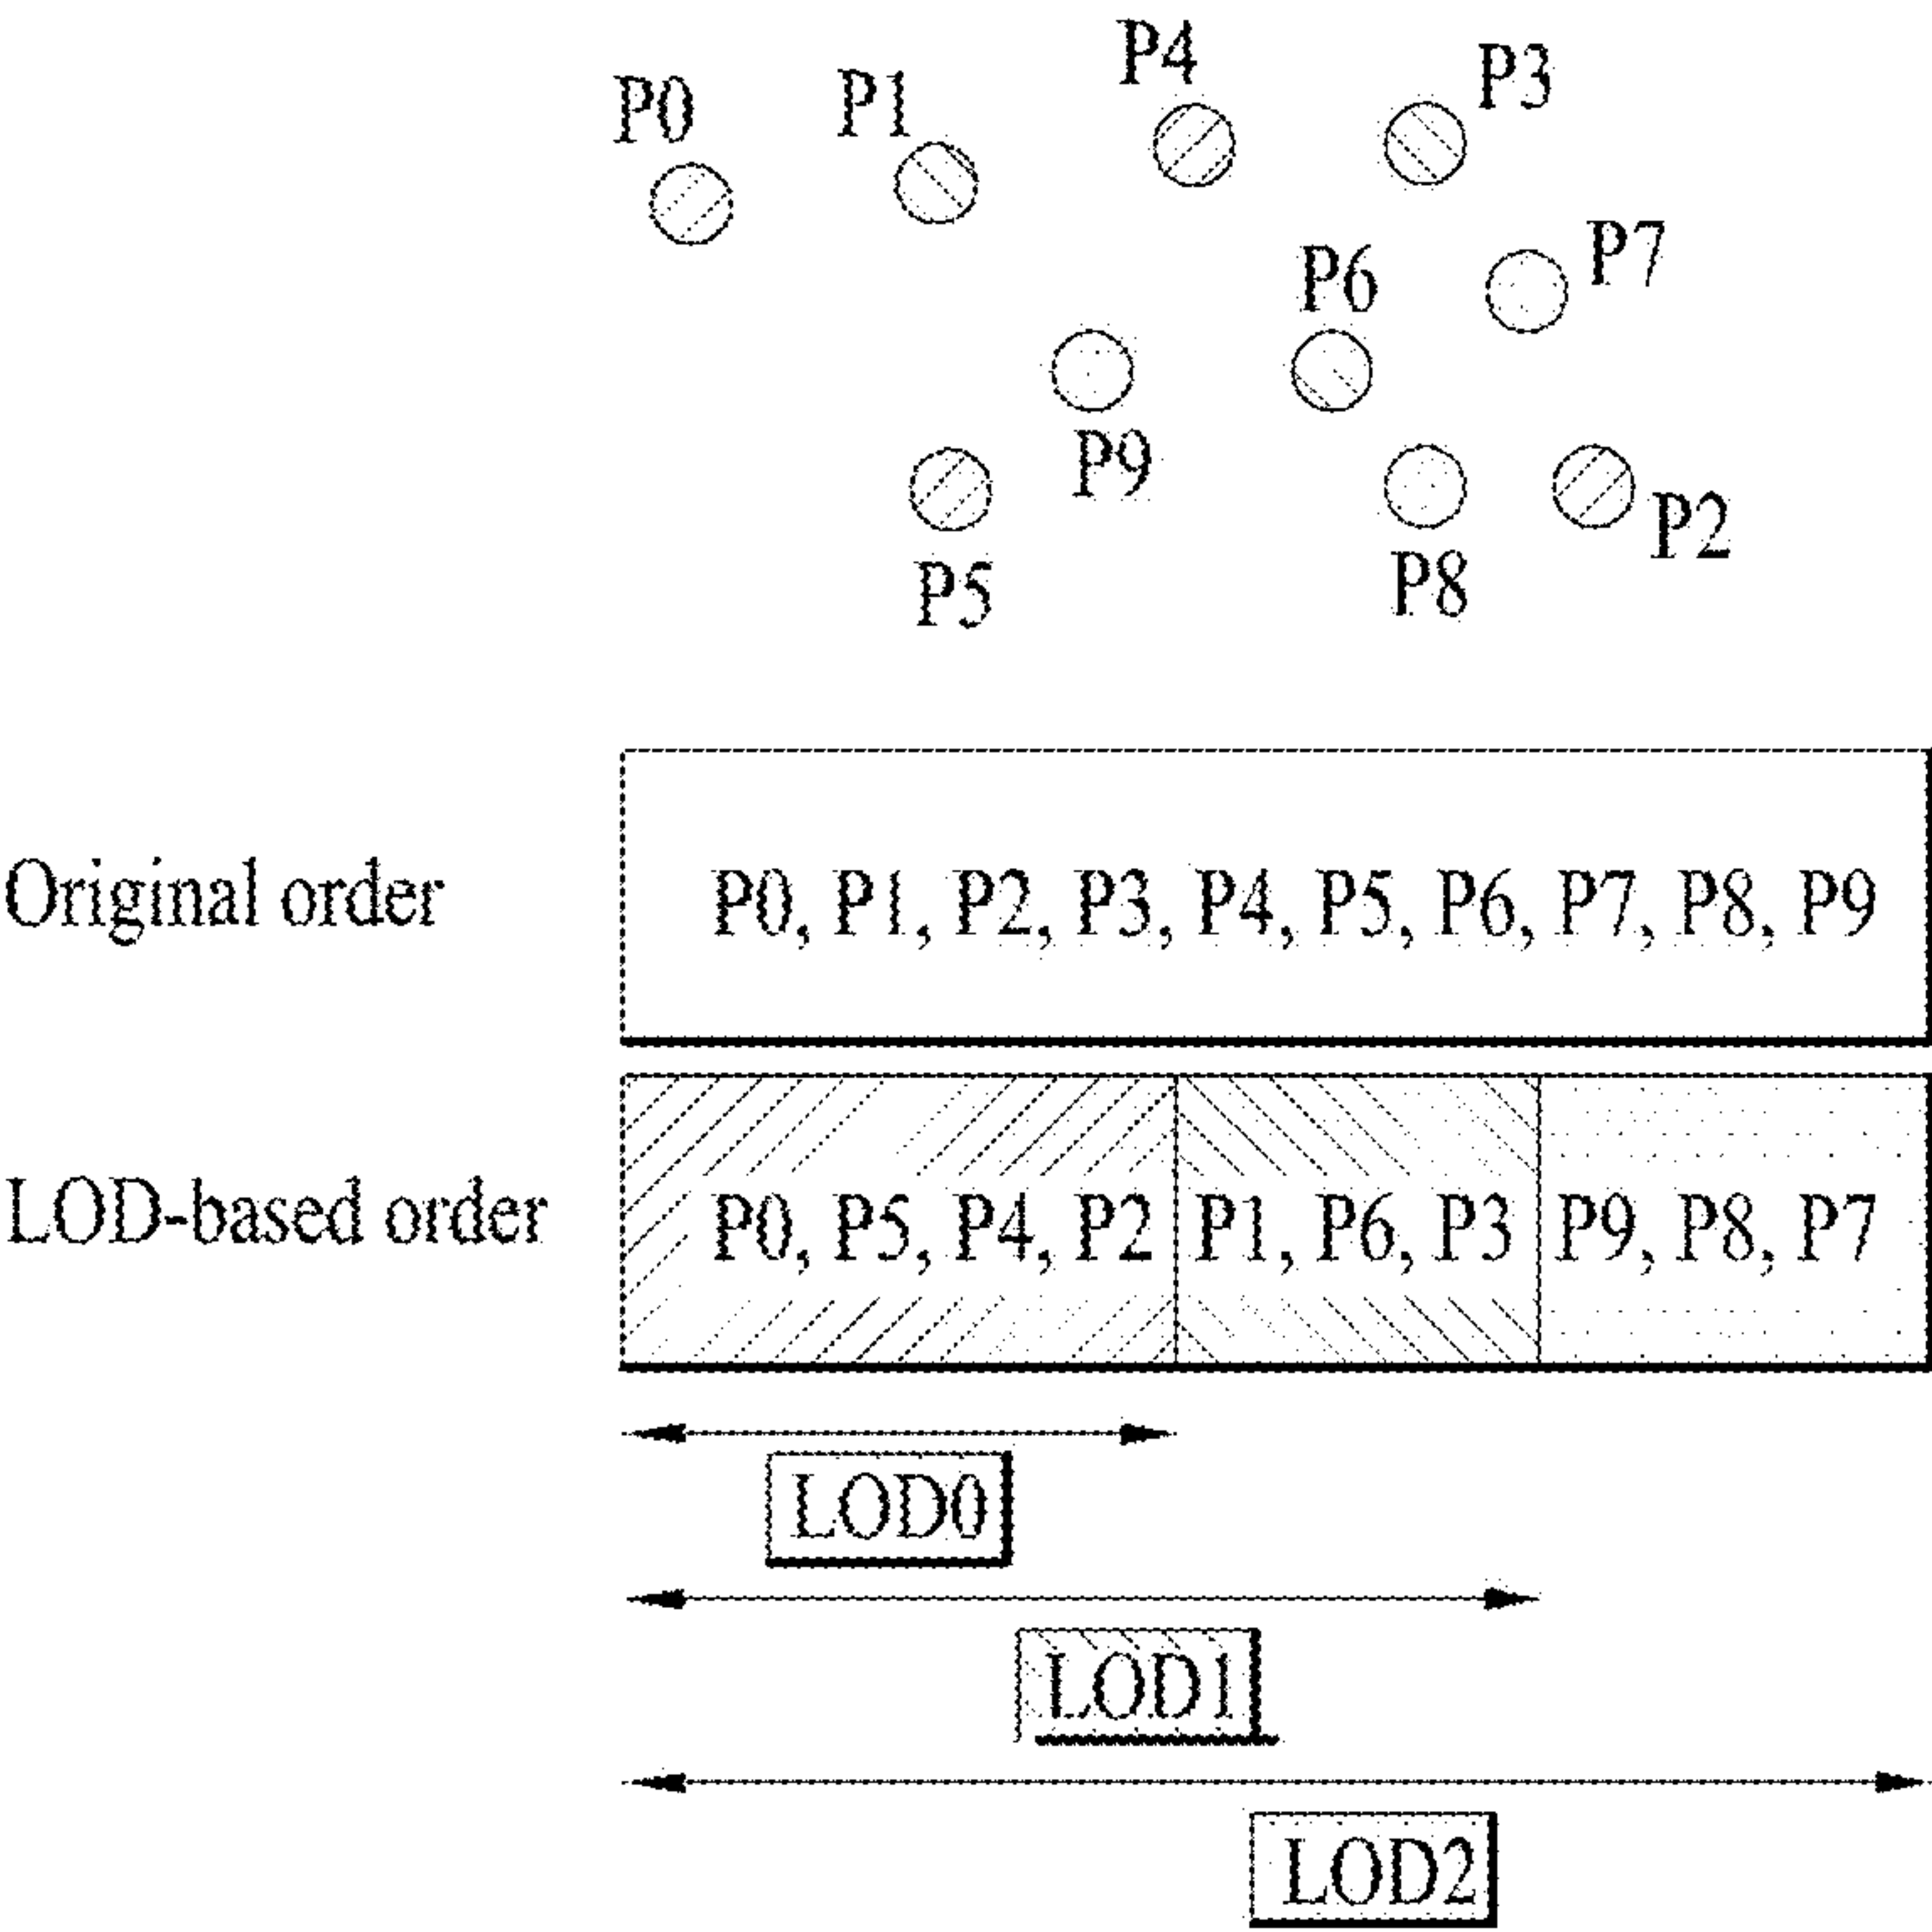 P4
P3
P0
P1
P7
P6
P9
P2
P5
P8
Original order
P0, P1, P2, P3, P4, P5, P6, P7, P8, P9
LOD-based order
P0, P5, P4, P2 P1, P6, P3 P9, P8, P7
LOD0
LOD1
LOD2